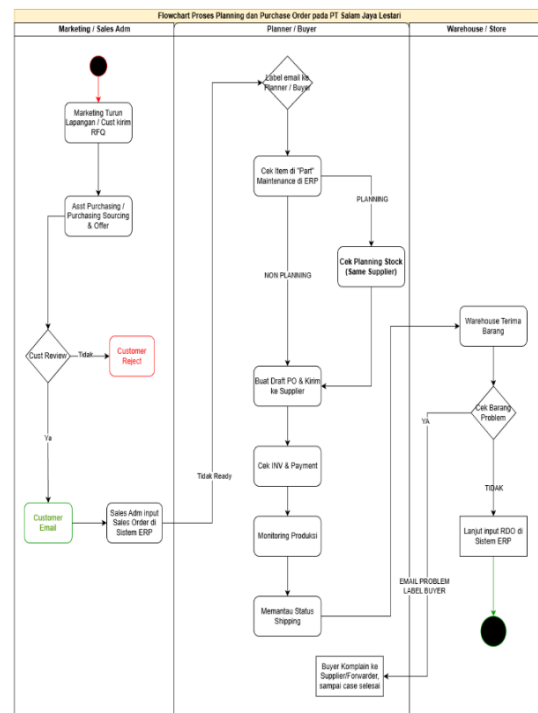 Flowchart Proses Planning dan Purchase Order pada PT Salam Jaya Lestari
Marketing / Sales Adm
Planner / Buyer
Warehouse / Store
Marketing Turun
Lapangan / Cust kirim
RFQ
Asst Purchasing /
Purchasing Sourcing
& Offer
Cust Review
Tidak
Customer
Reject
Ya
Customer
Email
Sales Adm input
Sales Order di
Sistem ERP
Tidak Ready
Label email ke
Planner / Buyer
Cek Item di "Part"
Maintenance di ERP
PLANNING
NON PLANNING
Cek Planning Stock
(Same Supplier)
Buat Draft PO & Kirim
ke Supplier
Cek INV & Payment
Monitoring Produksi
Memantau Status
Shipping
Warehouse Terima
Barang
Cek Barang
Problem
YA
TIDAK
Lanjut input RDO di
Sistem ERP
EMAIL PROBLEM
LABEL BUYER
Buyer Komplain ke
Supplier/Forwarder,
sampai case selesai